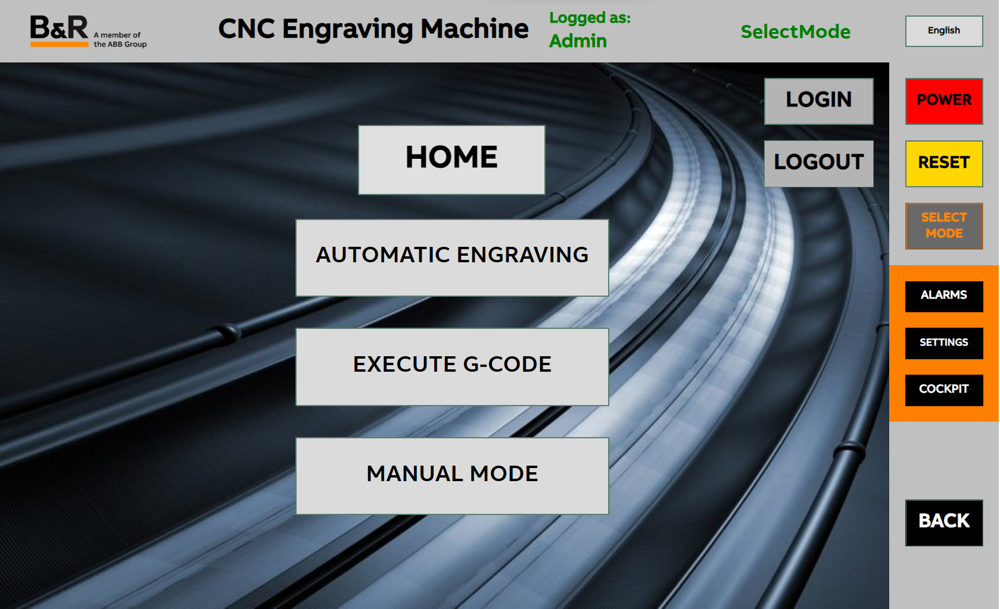 B&R A member of
the ABB Group
CNC Engraving Machine
Logged as:
Admin
SelectMode
English
LOGIN
POWER
HOME
LOGOUT
RESET
SELECT
MODE
AUTOMATIC ENGRAVING
ALARMS
EXECUTE G-CODE
SETTINGS
COCKPIT
MANUAL MODE
BACK